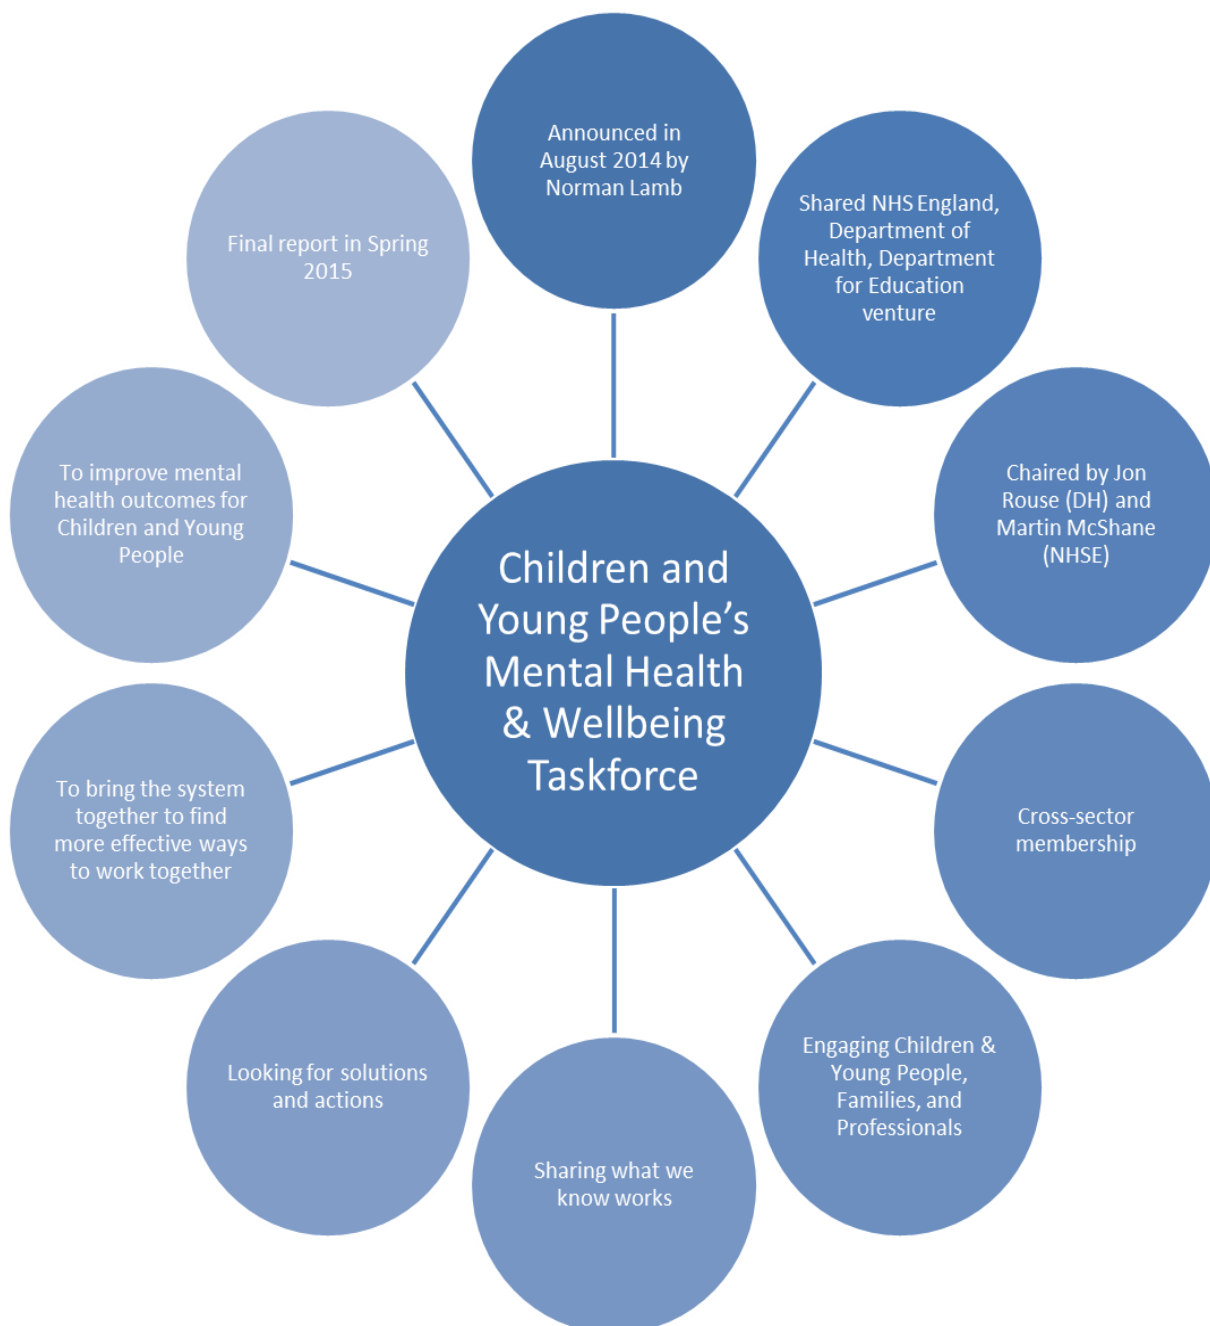 Announced in
August 2014 by
Norman Lamb
Shared NHS England,
Department of
Health, Department
for Education
venture
Chaired by Jon
Rouse (DH) and
Martin McShane
(NHSE)
Cross-sector
membership
Engaging Children &
Young People,
Families, and
Professionals
Sharing what we
know works
Looking for solutions
and actions
To bring the system
together to find
more effective ways
to work together
To improve mental
health outcomes for
Children and Young
People
Final report in Spring
2015
Children and
Young People’s
Mental Health
& Wellbeing
Taskforce